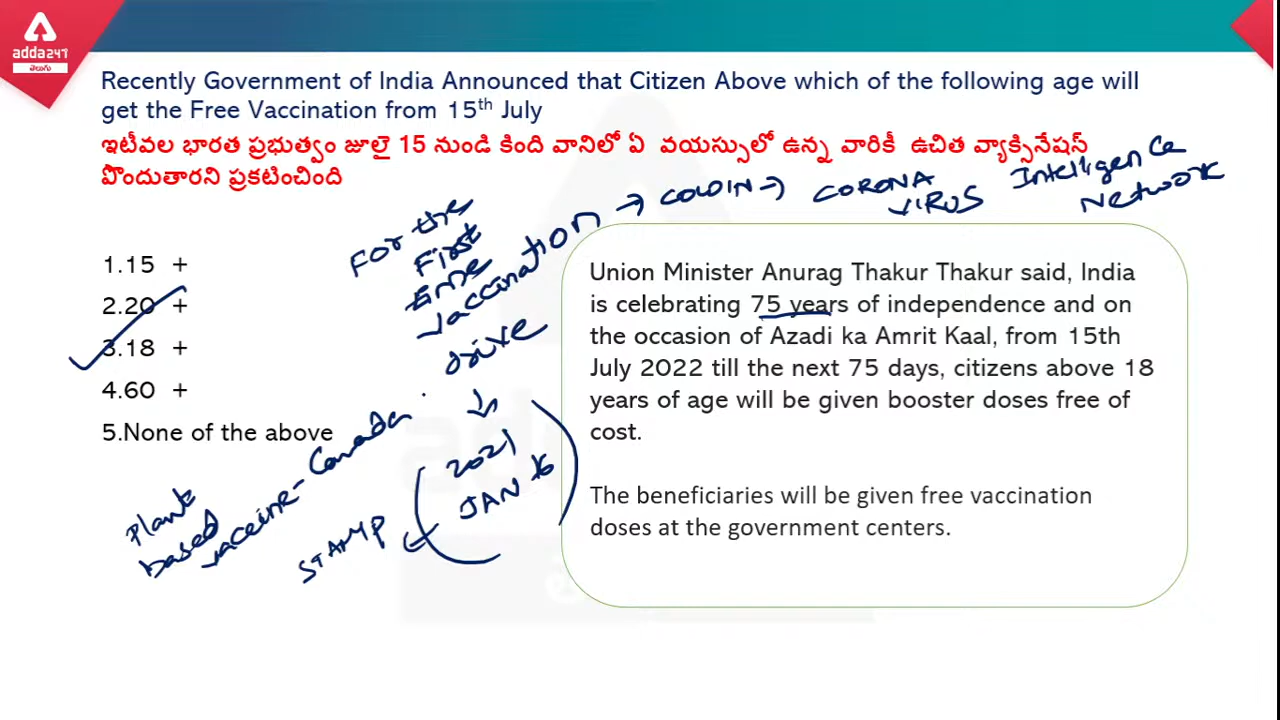 adda247
తెలుగు
Recently Government of India Announced that Citizen Above which of the following age will
get the Free Vaccination from 15th July
ఇటీవల భారత ప్రభుత్వం జూలై 15 నుండి కింది వానిలో ఏ వయస్సులో ఉన్న వారికీ ఉచిత వ్యాక్సినేషన్
పొందుతారని ప్రకటించింది
1.15 +
2.20 +
3.18 +
4.60 +
5.None of the above
For the
First
time
vaccination → COWIN → CORONA
VIRUS
Intelligence
Network
drive
2021
JAN 16
STAMP
Plant
based
vaccine - Canada
Union Minister Anurag Thakur Thakur said, India
is celebrating 75 years of independence and on
the occasion of Azadi ka Amrit Kaal, from 15th
July 2022 till the next 75 days, citizens above 18
years of age will be given booster doses free of
cost.
The beneficiaries will be given free vaccination
doses at the government centers.